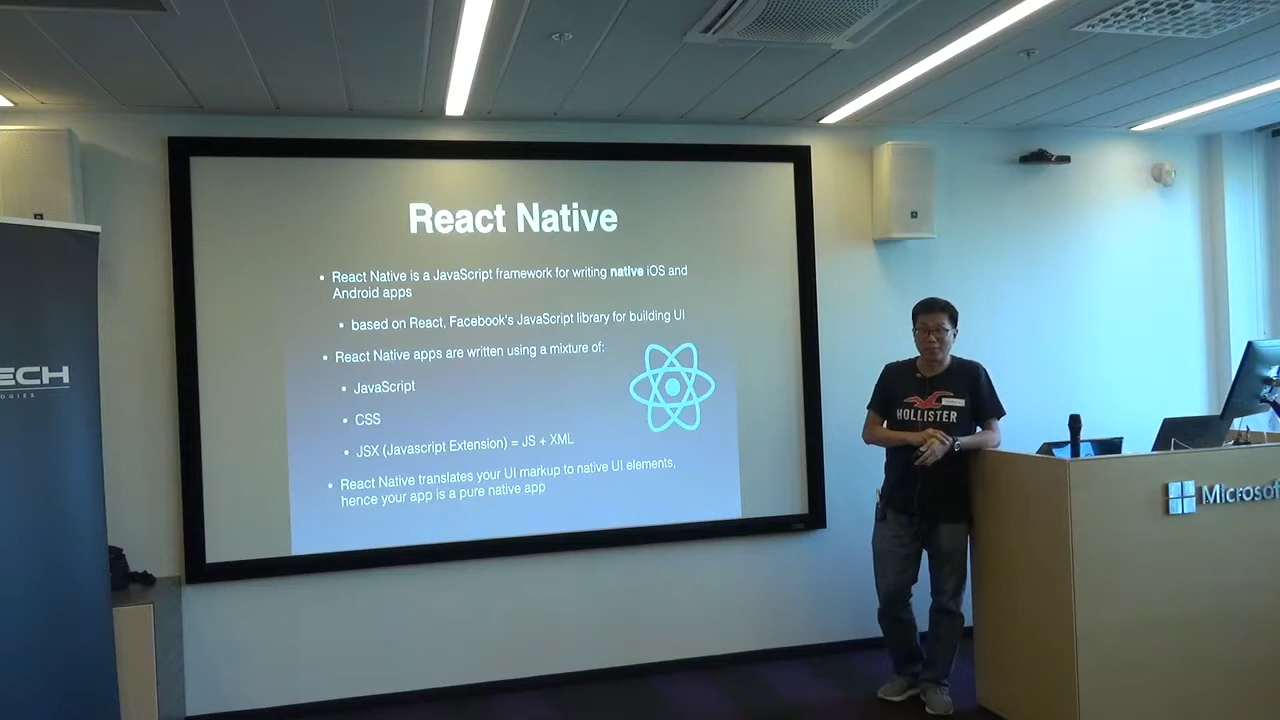 React Native
• React Native is a JavaScript framework for writing native iOS and
Android apps
• based on React, Facebook's JavaScript library for building UI
• React Native apps are written using a mixture of:
• JavaScript
• CSS
• JSX (Javascript Extension) = JS + XML
• React Native translates your UI markup to native UI elements,
hence your app is a pure native app
ECH
OGIES
HOLLISTER
Microsof